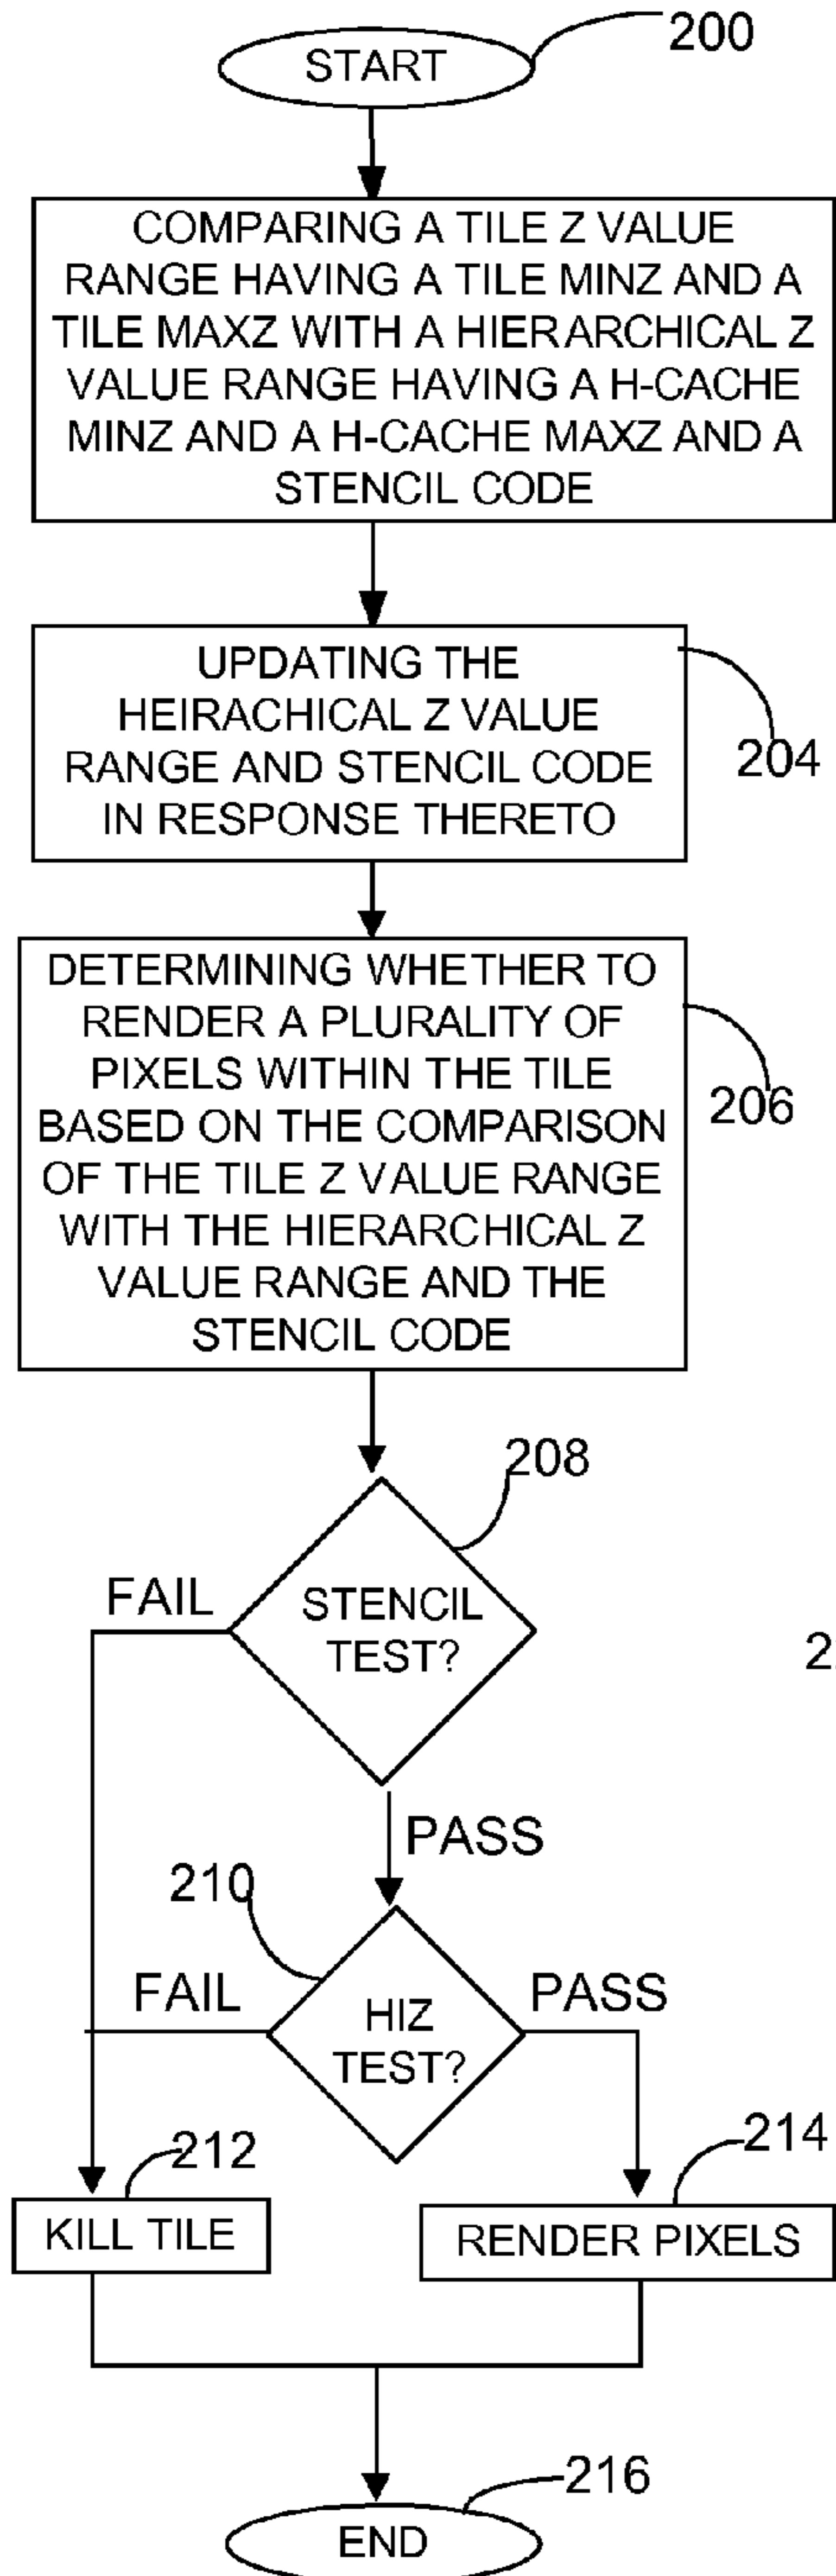 200
START
COMPARING A TILE Z VALUE
RANGE HAVING A TILE MINZ AND A
TILE MAXZ WITH A HIERARCHICAL Z
VALUE RANGE HAVING A H-CACHE
MINZ AND A H-CACHE MAXZ AND A
STENCIL CODE
UPDATING THE
HEIRACHICAL Z VALUE
RANGE AND STENCIL CODE
IN RESPONSE THERETO
204
DETERMINING WHETHER TO
RENDER A PLURALITY OF
PIXELS WITHIN THE TILE
BASED ON THE COMPARISON
OF THE TILE Z VALUE RANGE
WITH THE HIERARCHICAL Z
VALUE RANGE AND THE
STENCIL CODE
206
208
FAIL
STENCIL
TEST?
PASS
210
FAIL
HIZ
TEST?
PASS
212
KILL TILE
214
RENDER PIXELS
216
END